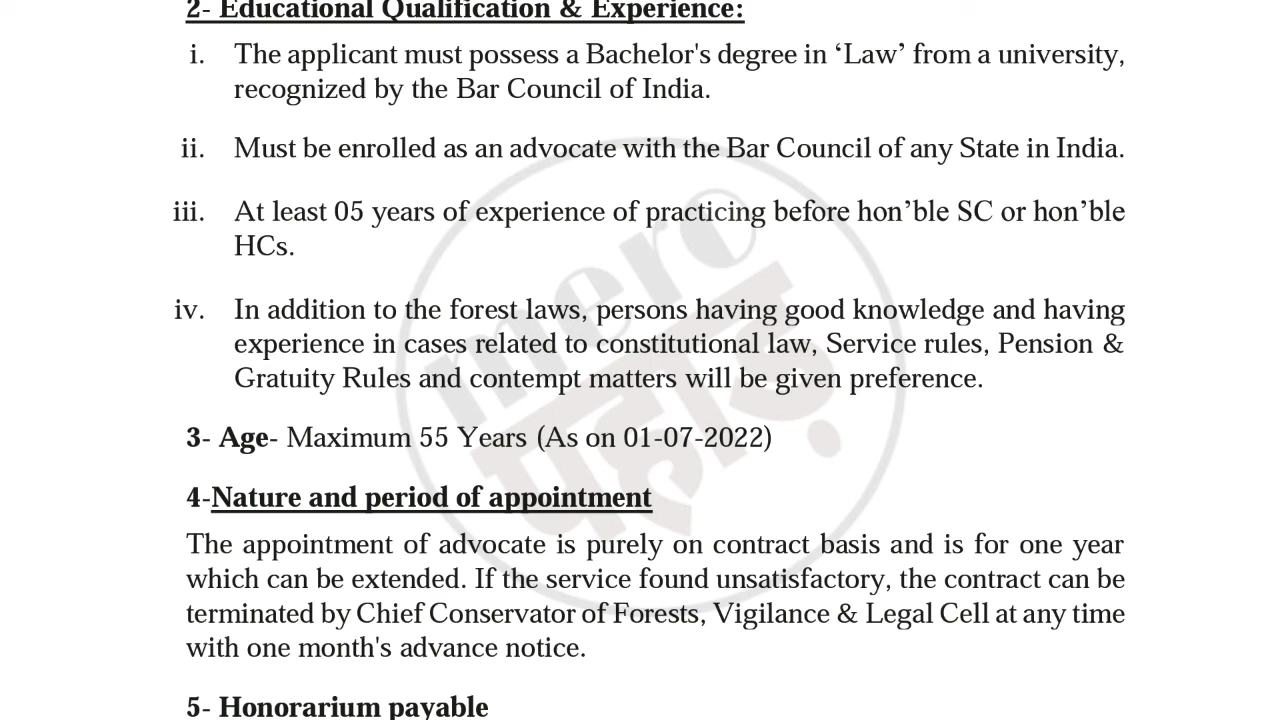 2- Educational Qualification & Experience:
i. The applicant must possess a Bachelor's degree in ‘Law’ from a university,
recognized by the Bar Council of India.
ii. Must be enrolled as an advocate with the Bar Council of any State in India.
iii. At least 05 years of experience of practicing before hon’ble SC or hon’ble
HCs.
iv. In addition to the forest laws, persons having good knowledge and having
experience in cases related to constitutional law, Service rules, Pension &
Gratuity Rules and contempt matters will be given preference.
3- Age- Maximum 55 Years (As on 01-07-2022)
4-Nature and period of appointment
The appointment of advocate is purely on contract basis and is for one year
which can be extended. If the service found unsatisfactory, the contract can be
terminated by Chief Conservator of Forests, Vigilance & Legal Cell at any time
with one month's advance notice.
5- Honorarium payable
mero
पहाड़